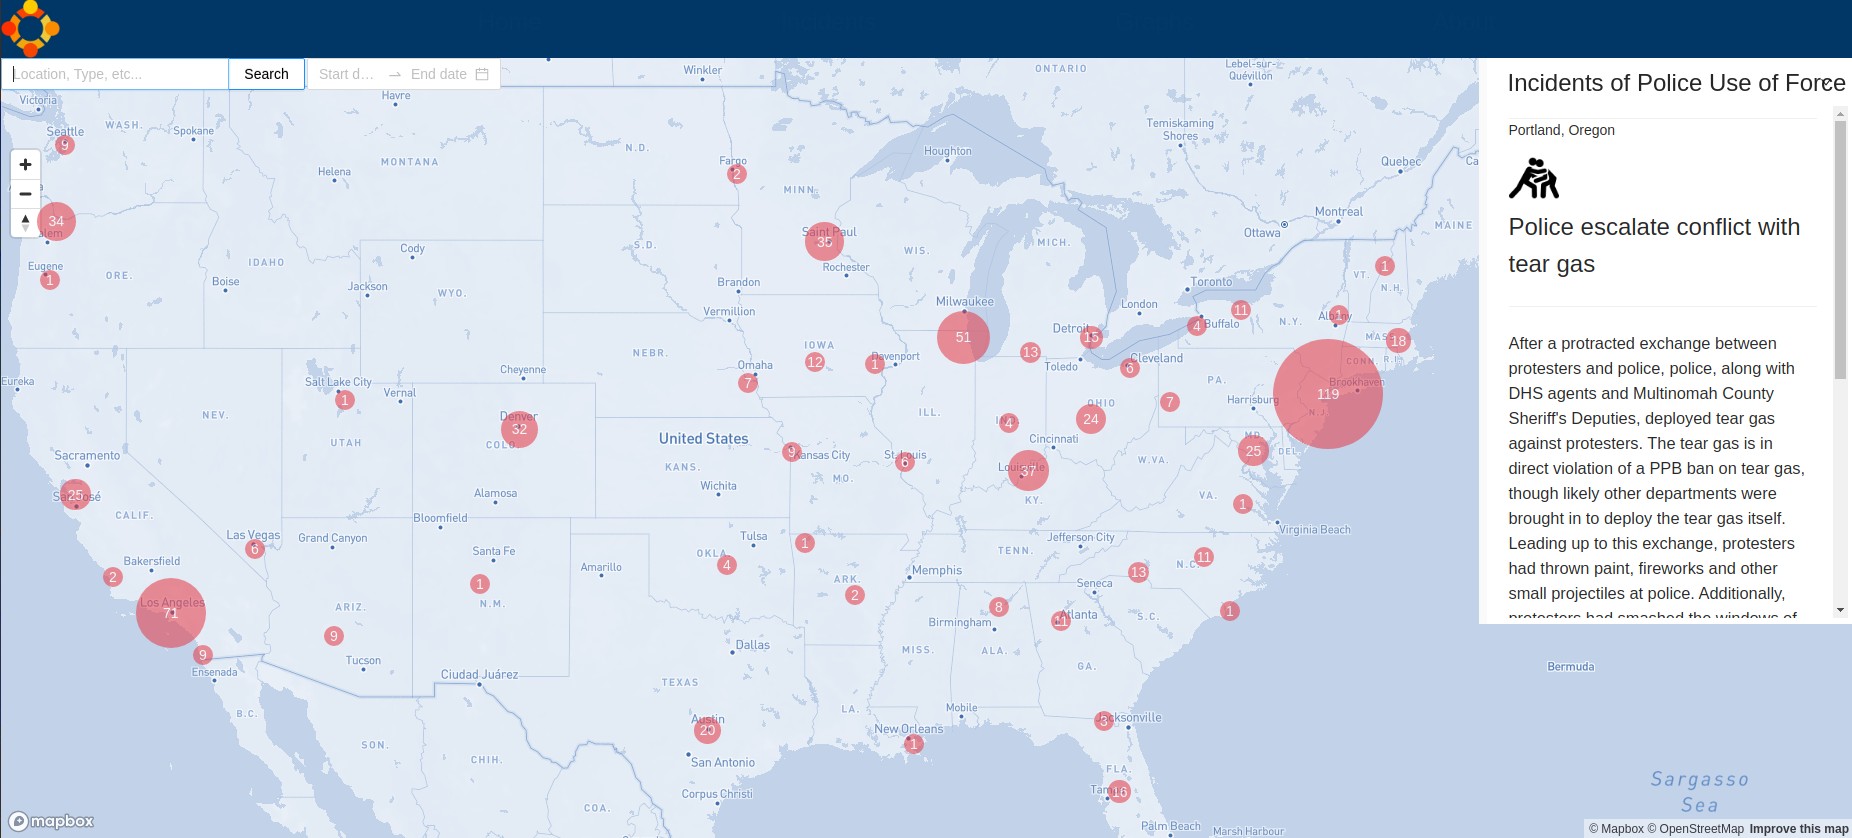 Location, Type, etc...
Search
Start d...
End date
Incidents of Police Use of Force
Portland, Oregon
Police escalate conflict with
tear gas
After a protracted exchange between
protesters and police, police, along with
DHS agents and Multinomah County
Sheriff's Deputies, deployed tear gas
against protesters. The tear gas is in
direct violation of a PPB ban on tear gas,
though likely other departments were
brought in to deploy the tear gas itself.
Leading up to this exchange, protesters
had thrown paint, fireworks and other
small projectiles at police. Additionally,
protesters had smashed the windows of
Winkler
ONTARIO
Lebel-sur-
Quévillon
Victoria
Havre
Seattle
9
WASH.
Spokane
MONTANA
Helena
N.D.
Fargo
2
MINN.
Houghton
Temiskaming
Shores
Quebec
34
Cody
S.D.
Saint Paul
35
Rochester
WIS.
MICH.
Ottawa
Montreal
MAINE
Eugene
1
ORE.
Boise
IDAHO
Jackson
WYO.
Brandon
Vermillion
Milwaukee
51
London
Toronto
11
Buffalo
4
N.Y.
VT.
1
N.H.
Albany
1
MASS.
18
CONN.
R.I.
Detroit
15
13
Toledo
Cleveland
6
IOWA
12
Davenport
1
NEBR.
Omaha
7
Cheyenne
Eureka
Salt Lake City
1
Vernal
NEV.
UTAH
Denver
32
COLO.
United States
KANS.
9
Kansas City
MO.
St. Louis
6
ILL.
IND.
4
OHIO
24
Cincinnati
PA.
7
Harrisburg
Brookhaven
119
N.J.
MD.
25
DEL.
W.VA.
VA.
1
Virginia Beach
Louisville
37
KY.
Sacramento
San José
25
CALIF.
Las Vegas
6
Grand Canyon
Bloomfield
Alamosa
Wichita
Santa Fe
Amarillo
Tulsa
OKLA.
4
1
ARK.
2
Memphis
TENN.
Jefferson City
Seneca
13
N.C.
11
S.C.
1
Bakersfield
2
Los Angeles
71
9
Ensenada
ARIZ.
9
Tucson
N.M.
1
Ciudad Juárez
Dallas
TEXAS
Birmingham
8
Atlanta
11
MISS.
ALA.
GA.
LA.
Mobile
New Orleans
1
Austin
20
San Antonio
Corpus Christi
B.C.
SON.
CHIH.
COA.
Jacksonville
FLA.
Tampa
16
Palm Beach
Marsh Harbour
Bermuda
Sargasso
Sea
mapbox
© Mapbox © OpenStreetMap Improve this map